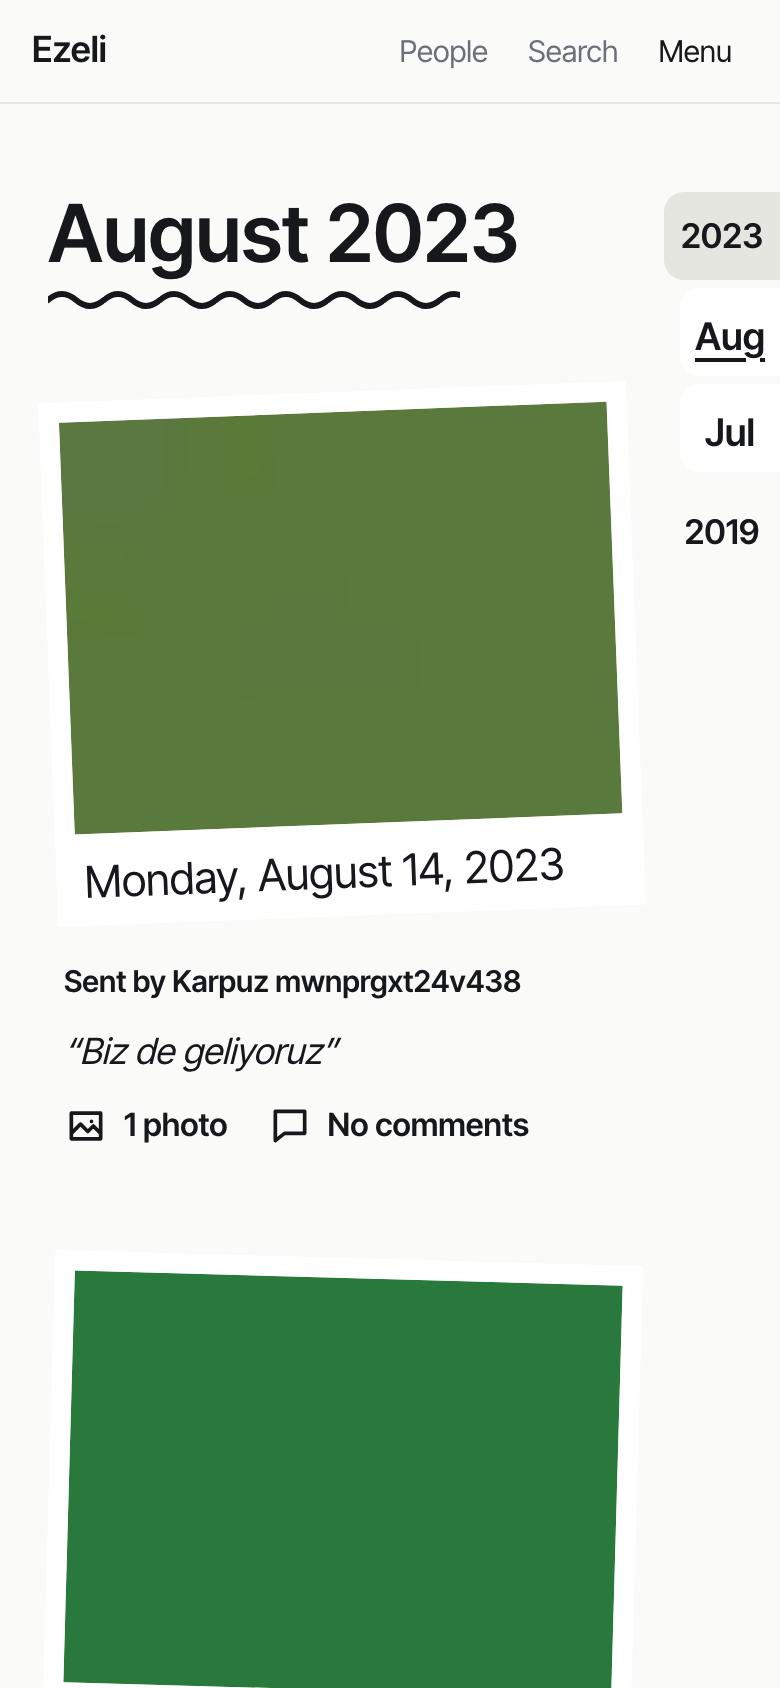 Ezeli
People Search Menu
August 2023
2023
Aug
Jul
2019
Monday, August 14, 2023
Sent by Karpuz mwnprgxt24v438
“Biz de geliyoruz”
1 photo No comments